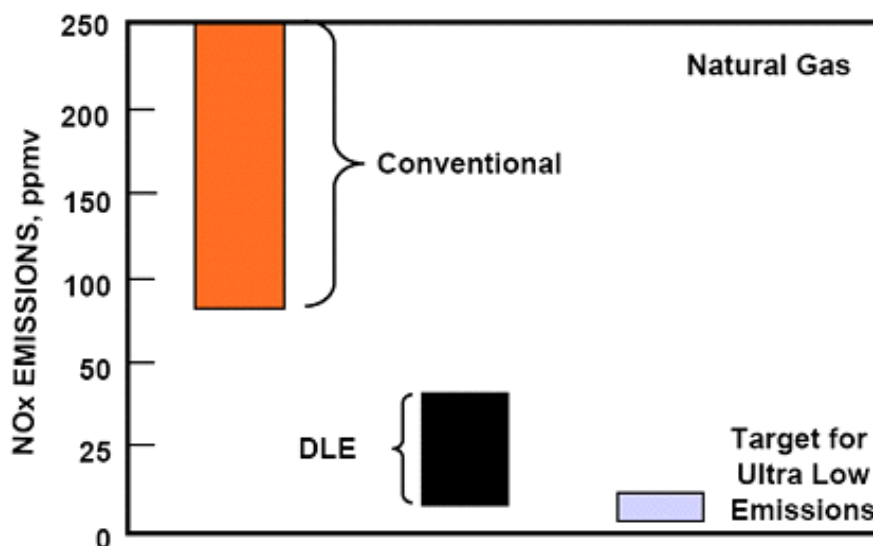 250
Natural Gas
200
Conventional
150
100
50
DLE
25
Target for
Ultra Low
Emissions
0
NOx EMISSIONS, ppmv